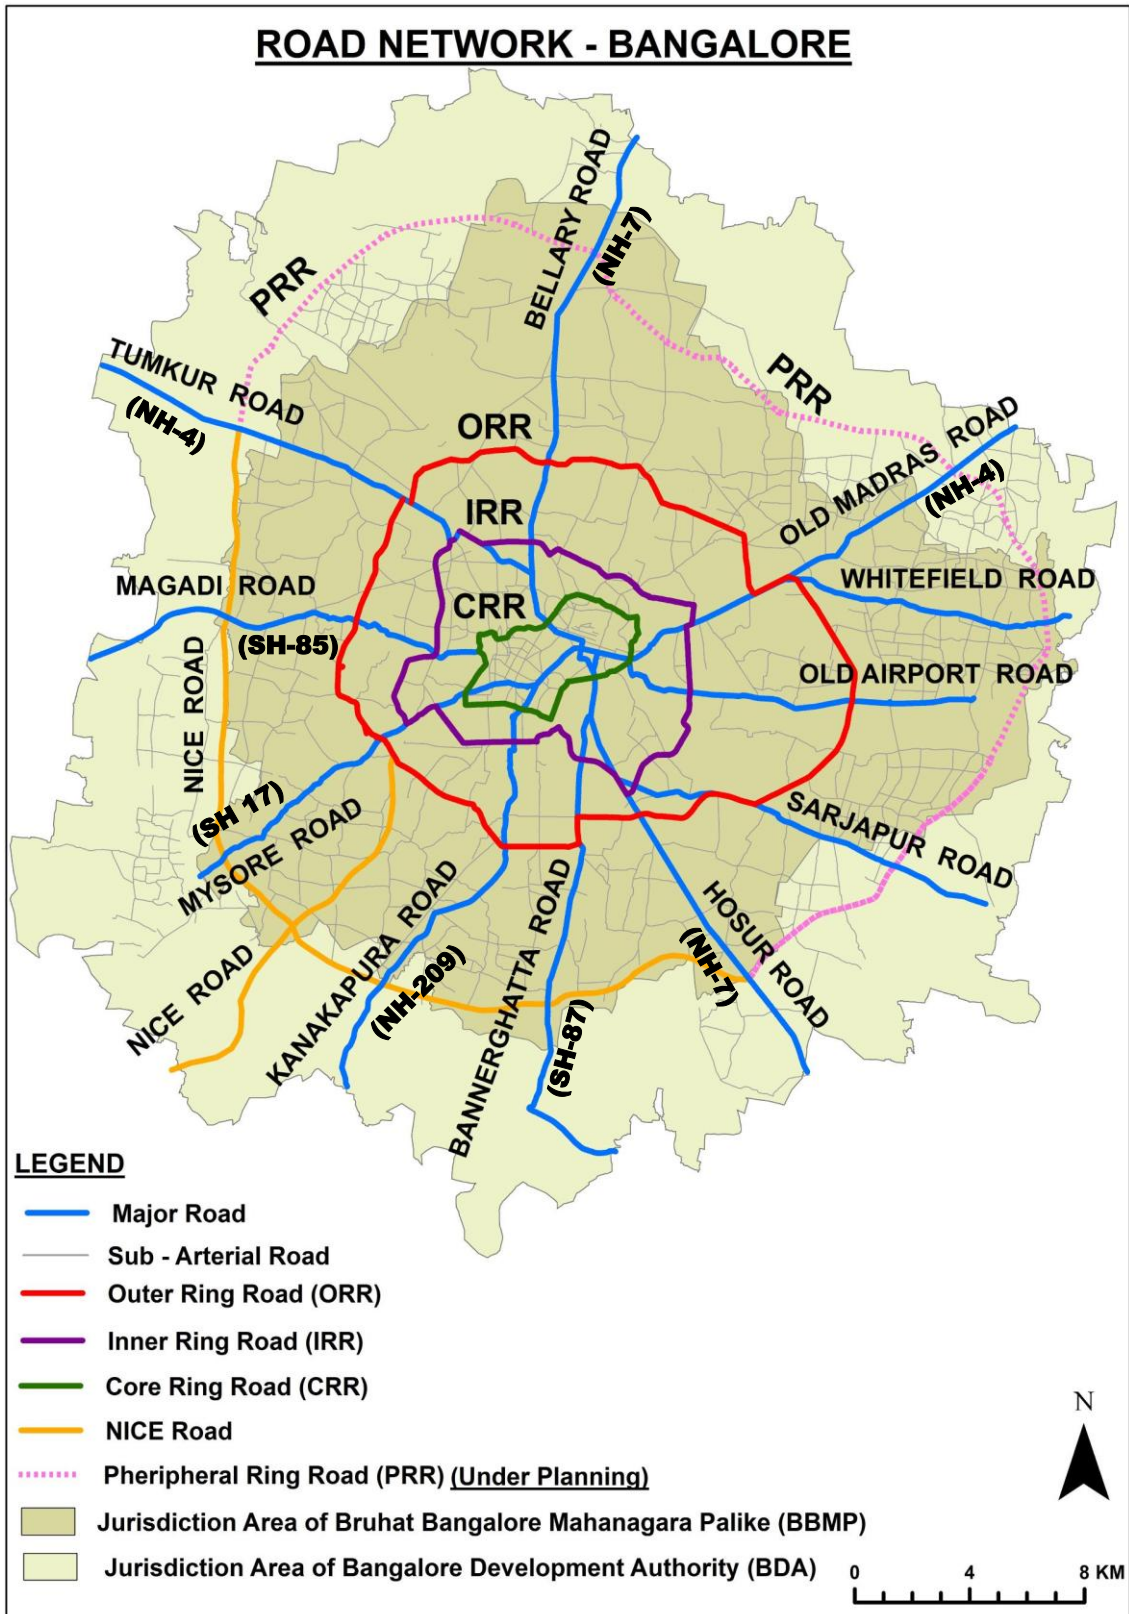 ROAD NETWORK - BANGALORE
BELLARY ROAD
(NH-7)
PRR
TUMKUR ROAD
(NH-4)
PRR
ORR
OLD MADRAS ROAD
(NH-4)
IRR
WHITEFIELD ROAD
MAGADI ROAD
CRR
(SH-85)
OLD AIRPORT ROAD
NICE ROAD
(SH 17)
MYSORE ROAD
SARJAPUR ROAD
KANAKAPURA ROAD
(NH-209)
BANNERGHATTA ROAD
(SH-87)
HOSUR ROAD
(NH-7)
NICE ROAD
LEGEND
Major Road
Sub - Arterial Road
Outer Ring Road (ORR)
Inner Ring Road (IRR)
Core Ring Road (CRR)
NICE Road
Pheripheral Ring Road (PRR) (Under Planning)
Jurisdiction Area of Bruhat Bangalore Mahanagara Palike (BBMP)
Jurisdiction Area of Bangalore Development Authority (BDA)
N
0 4 8 KM